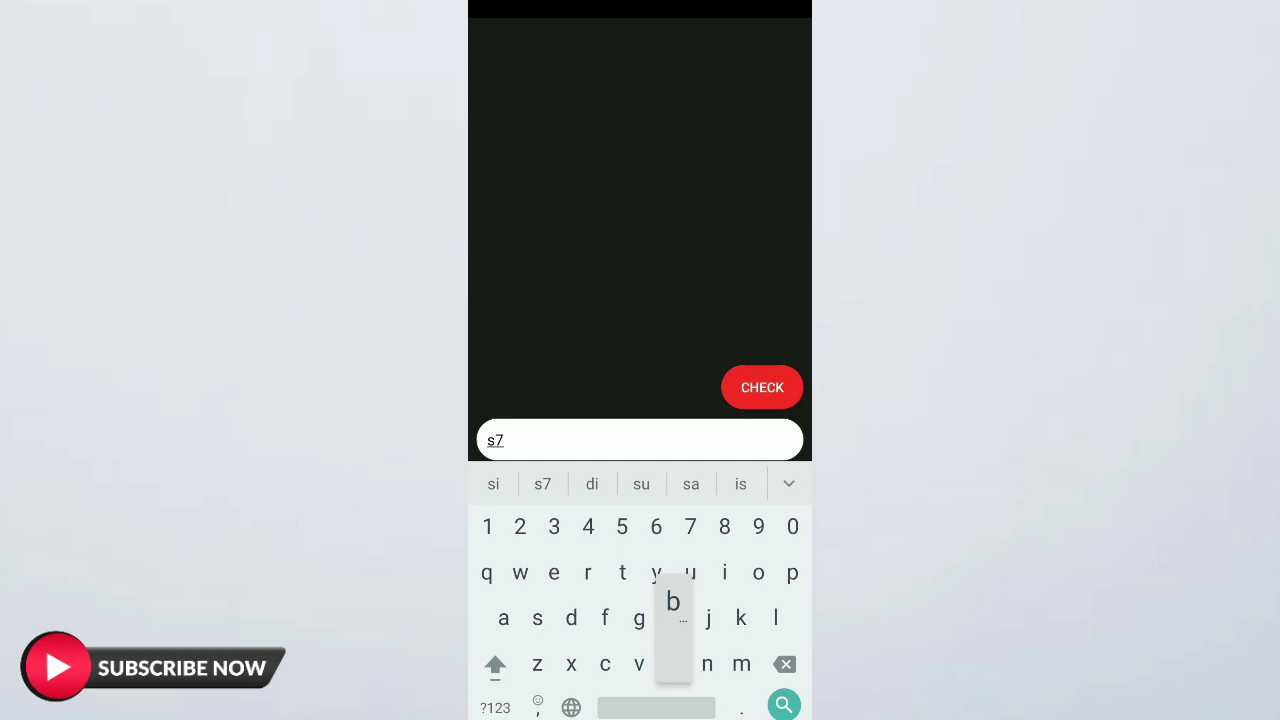 CHECK
s7
si s7 di su sa is
1 2 3 4 5 6 7 8 9 0
q w e r t y u i o p
a s d f g b j k l
z x c v n m
?123 , .
SUBSCRIBE NOW